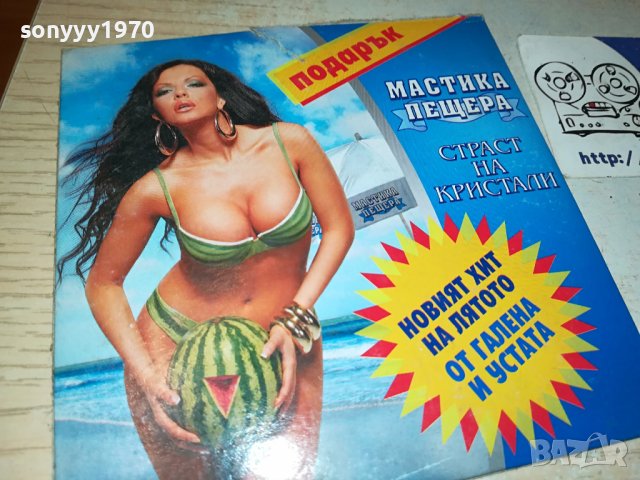 sonyyy1970
подарък
МАСТИКА
ПЕЩЕРА
СТРАСТ
НА
КРИСТАЛИ
МАСТИКА
ПЕЩЕРА
НОВИЯТ ХИТ
НА ЛЯТОТО
ОТ ГАЛЕНА
И УСТАТА
http:/
BAZAR